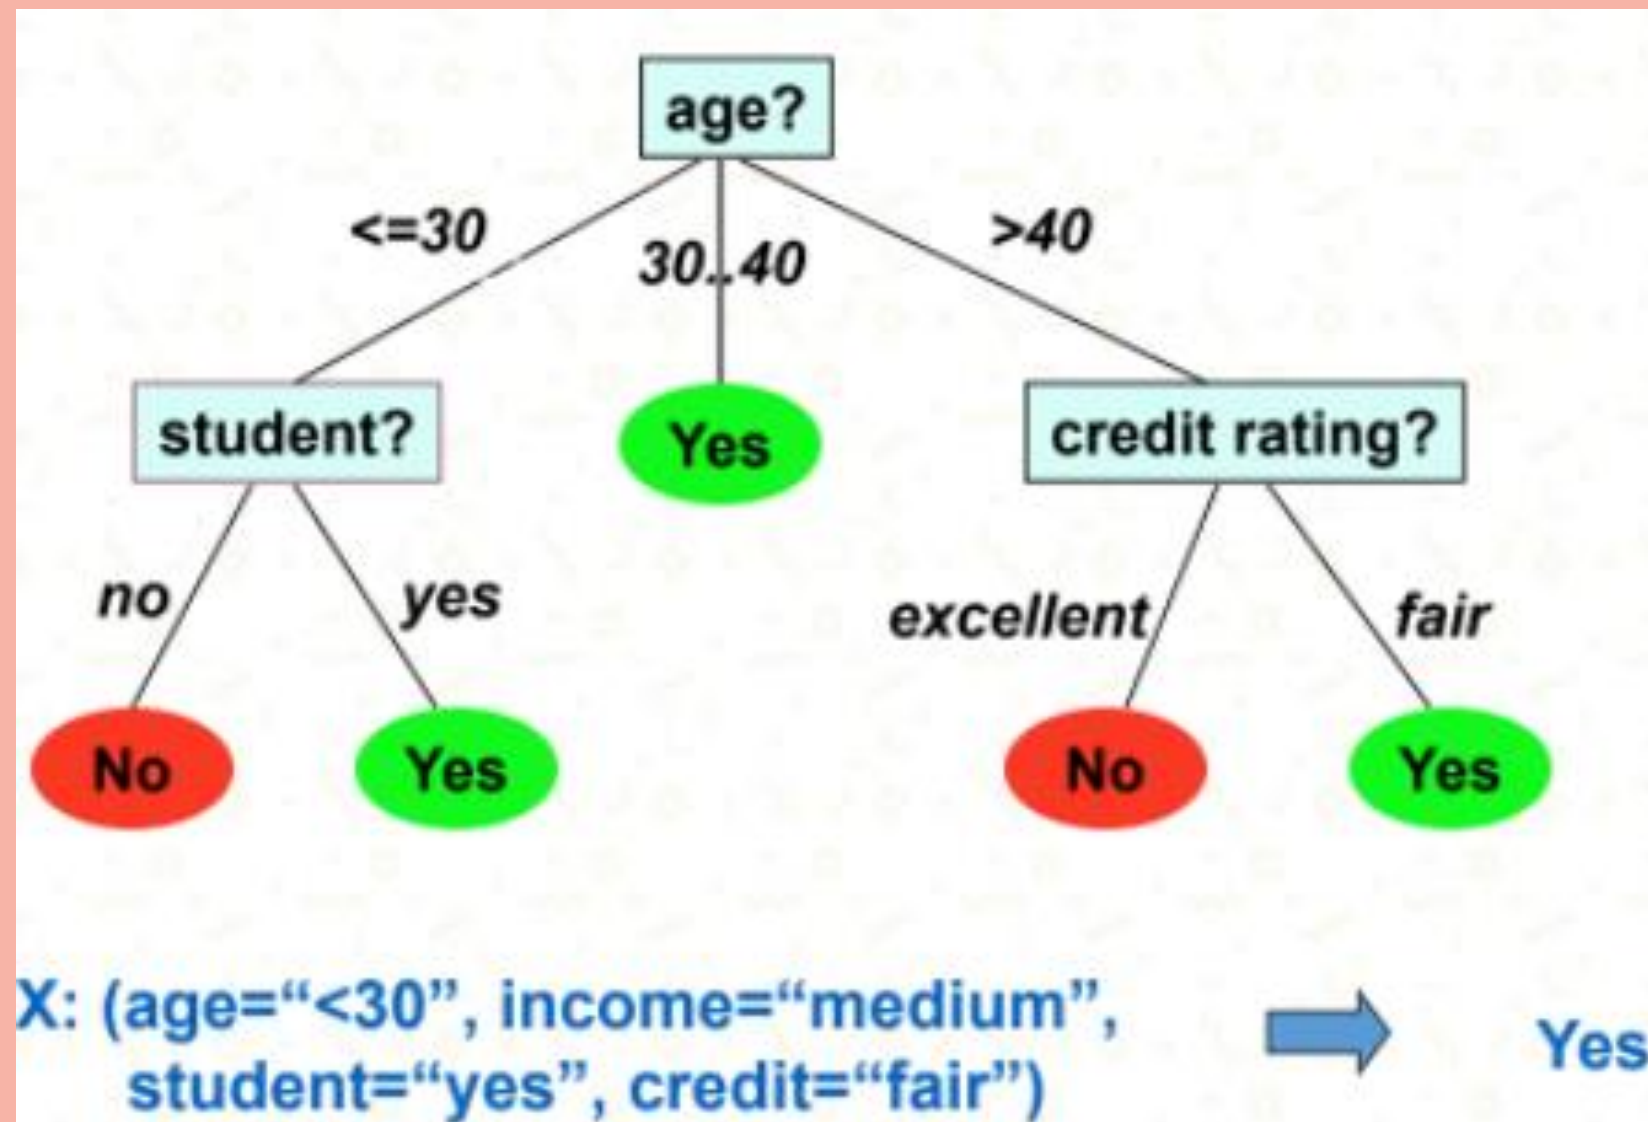 age?
<=30
30..40
>40
student?
Yes
credit rating?
no
yes
excellent
fair
No
Yes
No
Yes
X: (age=“<30”, income=“medium”,
student=“yes”, credit=“fair”)
Yes